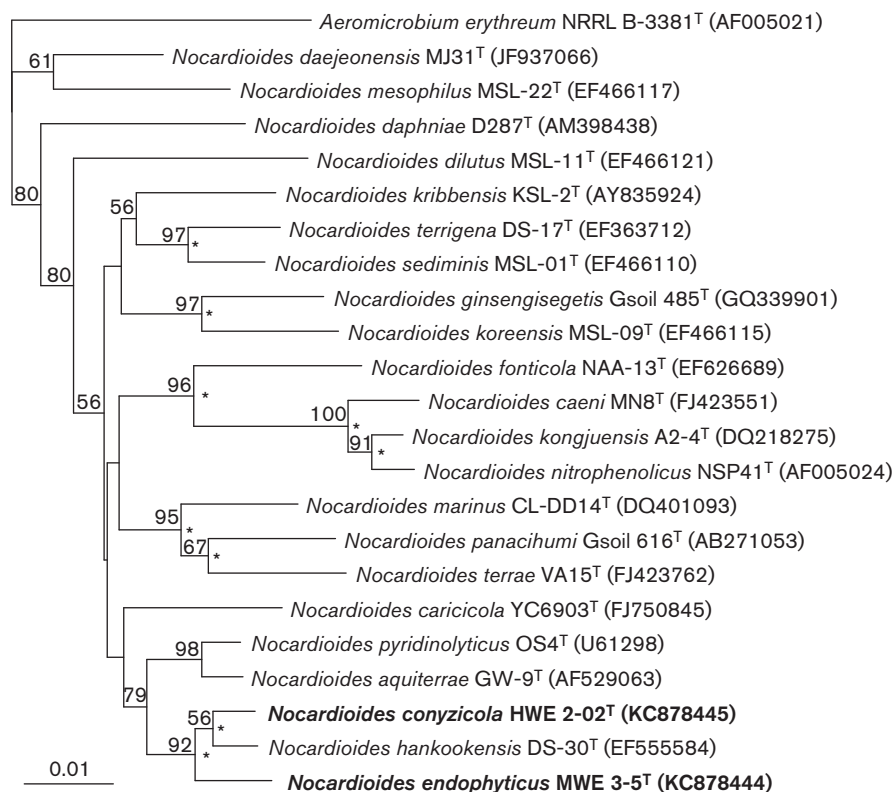 Aeromicrobium erythreum NRRL B-3381ᵀ (AF005021)
61
Nocardioides daejeonensis MJ31ᵀ (JF937066)
Nocardioides mesophilus MSL-22ᵀ (EF466117)
Nocardioides daphniae D287ᵀ (AM398438)
Nocardioides dilutus MSL-11ᵀ (EF466121)
80
56
Nocardioides kribbensis KSL-2ᵀ (AY835924)
Nocardioides terrigena DS-17ᵀ (EF363712)
97
*
Nocardioides sediminis MSL-01ᵀ (EF466110)
80
Nocardioides ginsengisegetis Gsoil 485ᵀ (GQ339901)
97
*
Nocardioides koreensis MSL-09ᵀ (EF466115)
Nocardioides fonticola NAA-13ᵀ (EF626689)
96
*
56
Nocardioides caeni MN8ᵀ (FJ423551)
100
*
Nocardioides kongjuensis A2-4ᵀ (DQ218275)
91
*
Nocardioides nitrophenolicus NSP41ᵀ (AF005024)
Nocardioides marinus CL-DD14ᵀ (DQ401093)
95
*
Nocardioides panacihumi Gsoil 616ᵀ (AB271053)
67
*
Nocardioides terrae VA15ᵀ (FJ423762)
Nocardioides caricicola YC6903ᵀ (FJ750845)
Nocardioides pyridinolyticus OS4ᵀ (U61298)
98
Nocardioides aquiterrae GW-9ᵀ (AF529063)
79
Nocardioides conyzicola HWE 2-02ᵀ (KC878445)
56
*
Nocardioides hankookensis DS-30ᵀ (EF555584)
92
*
Nocardioides endophyticus MWE 3-5ᵀ (KC878444)
0.01